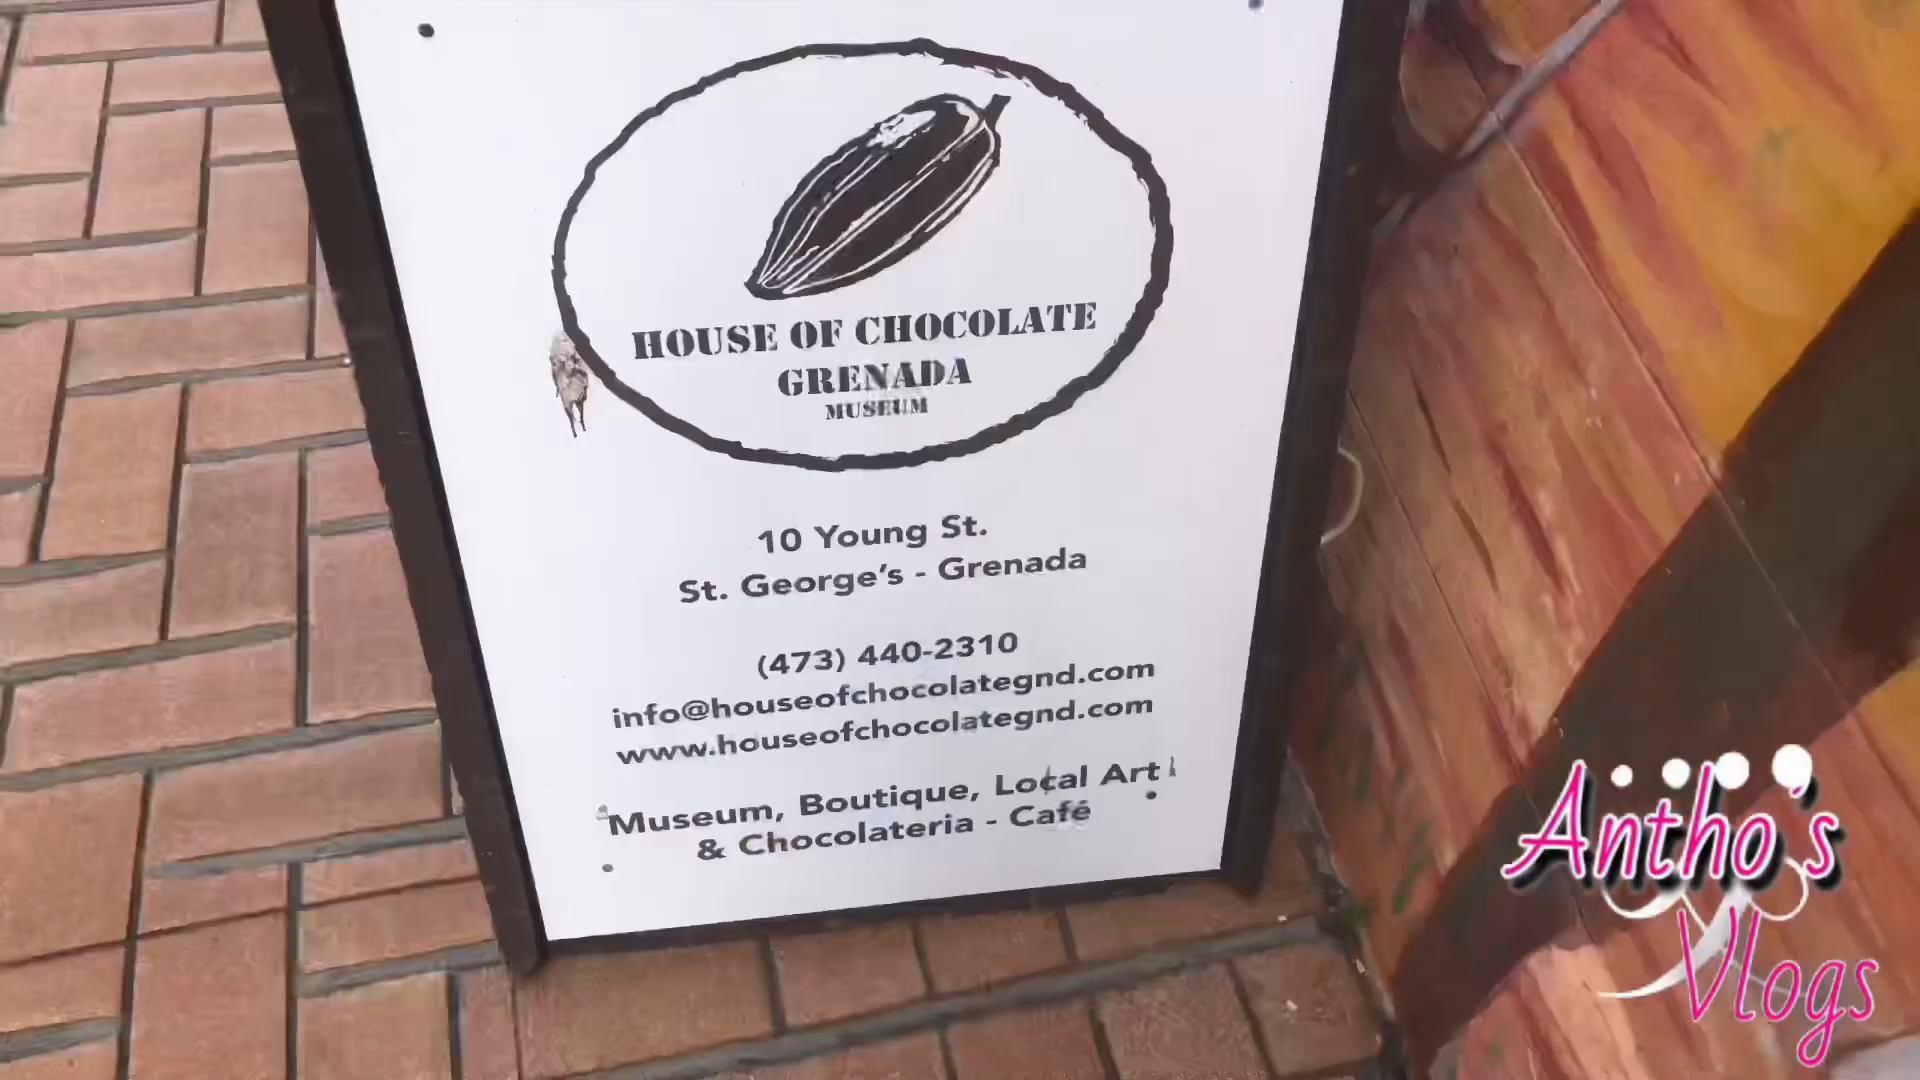 HOUSE OF CHOCOLATE
GRENADA
MUSEUM
10 Young St.
St. George's - Grenada
(473) 440-2310
info@houseofchocolategnd.com
www.houseofchocolategnd.com
Museum, Boutique, Local Art
& Chocolateria - Café
Antho's
Vlogs